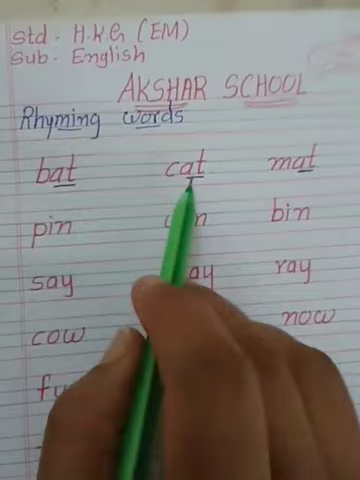 Std - H.K.G (EM)
Sub - English
AKSHAR SCHOOL
Rhyming words
bat cat mat
pin bin
say ray
cow now